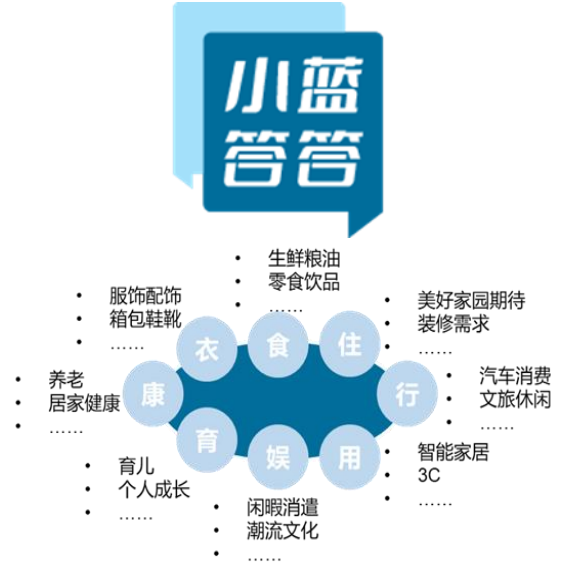 小蓝
答答
• 生鲜粮油
• 零食饮品
• ……
• 服饰配饰
• 箱包鞋靴
• ……
• 美好家园期待
• 装修需求
• ……
衣
食
住
• 养老
• 居家健康
• ……
康
行
• 汽车消费
• 文旅休闲
• ……
育
娱
用
• 智能家居
• 3C
• ……
• 育儿
• 个人成长
• ……
• 闲暇消遣
• 潮流文化
• ……